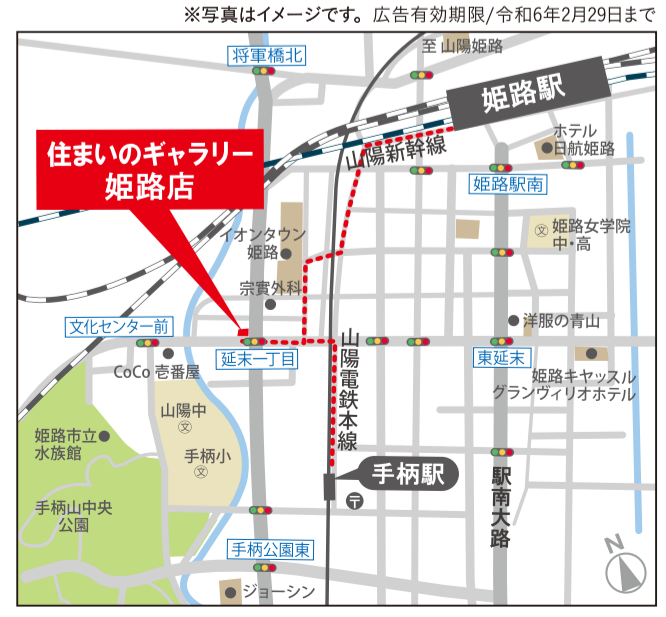 ※写真はイメージです。広告有効期限/令和6年2月29日まで
将軍橋北
至 山陽姫路
姫路駅
住まいのギャラリー
姫路店
山陽新幹線
ホテル
日航姫路
姫路駅南
イオンタウン
姫路
文
姫路女学院
中・高
宗實外科
文化センター前
洋服の青山
延末一丁目
東延末
CoCo 壱番屋
山陽電鉄本線
姫路キャッスル
グランヴィリオホテル
山陽中
文
姫路市立
水族館
手柄小
文
手柄駅
駅南大路
手柄山中央
公園
〒
手柄公園東
N
ジョーシン